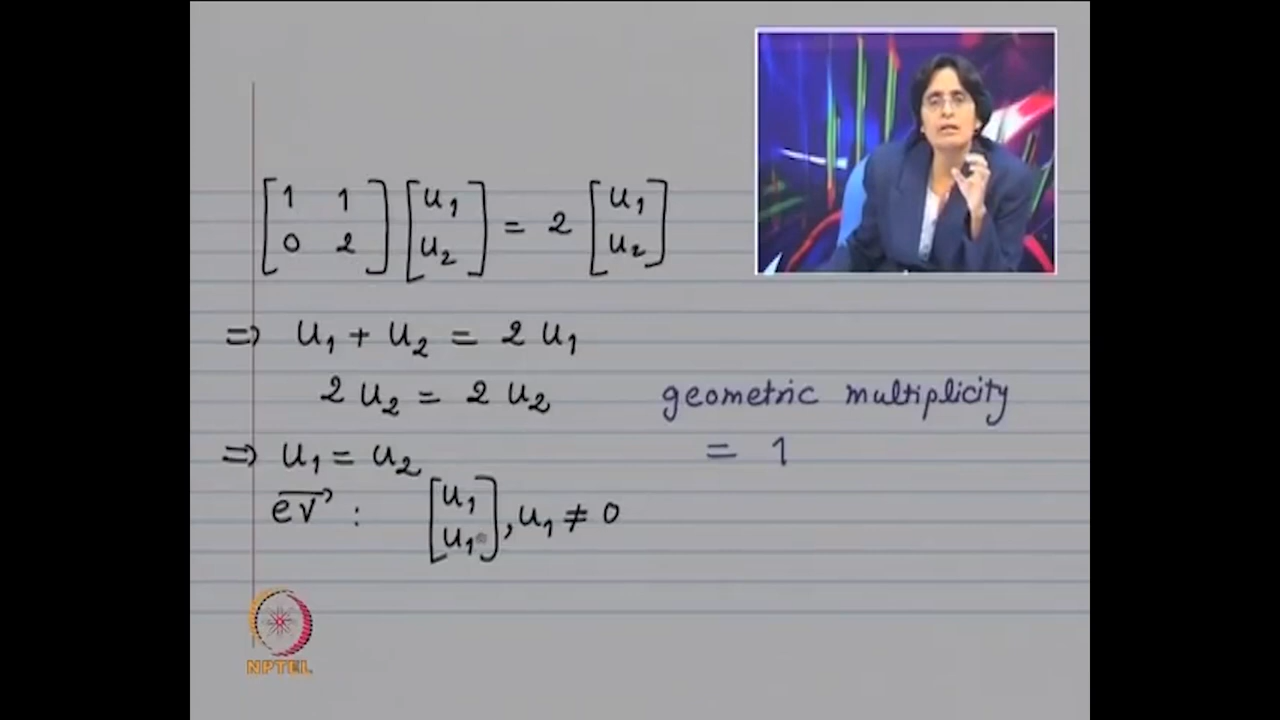 [1 1
0 2] [u1
u2] = 2 [u1
u2]
=> u1 + u2 = 2 u1
2 u2 = 2 u2
geometric multiplicity
= 1
=> u1 = u2
ev : [u1
u1], u1 ≠ 0
NPTEL